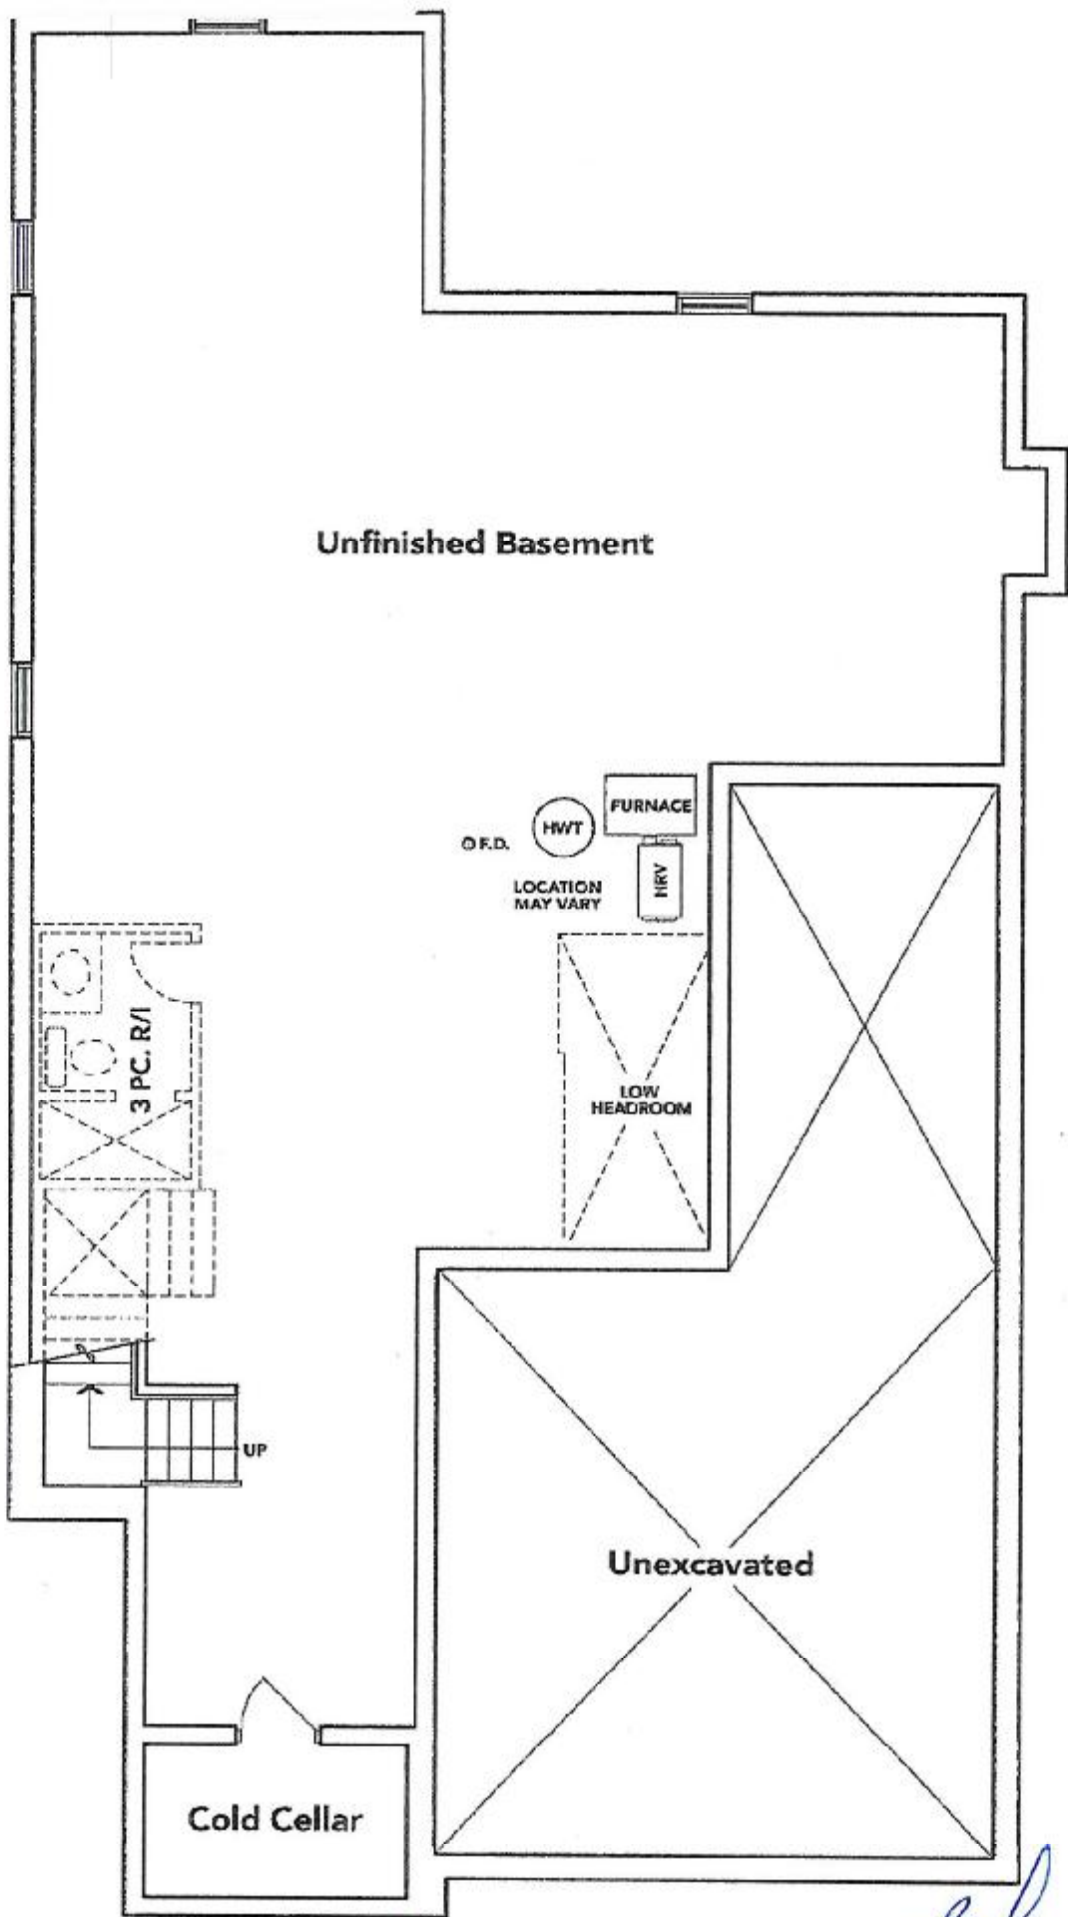 Unfinished Basement
FURNACE
HWT
F.D.
HRV
LOCATION
MAY VARY
3 PC. R/I
LOW
HEADROOM
UP
Unexcavated
Cold Cellar